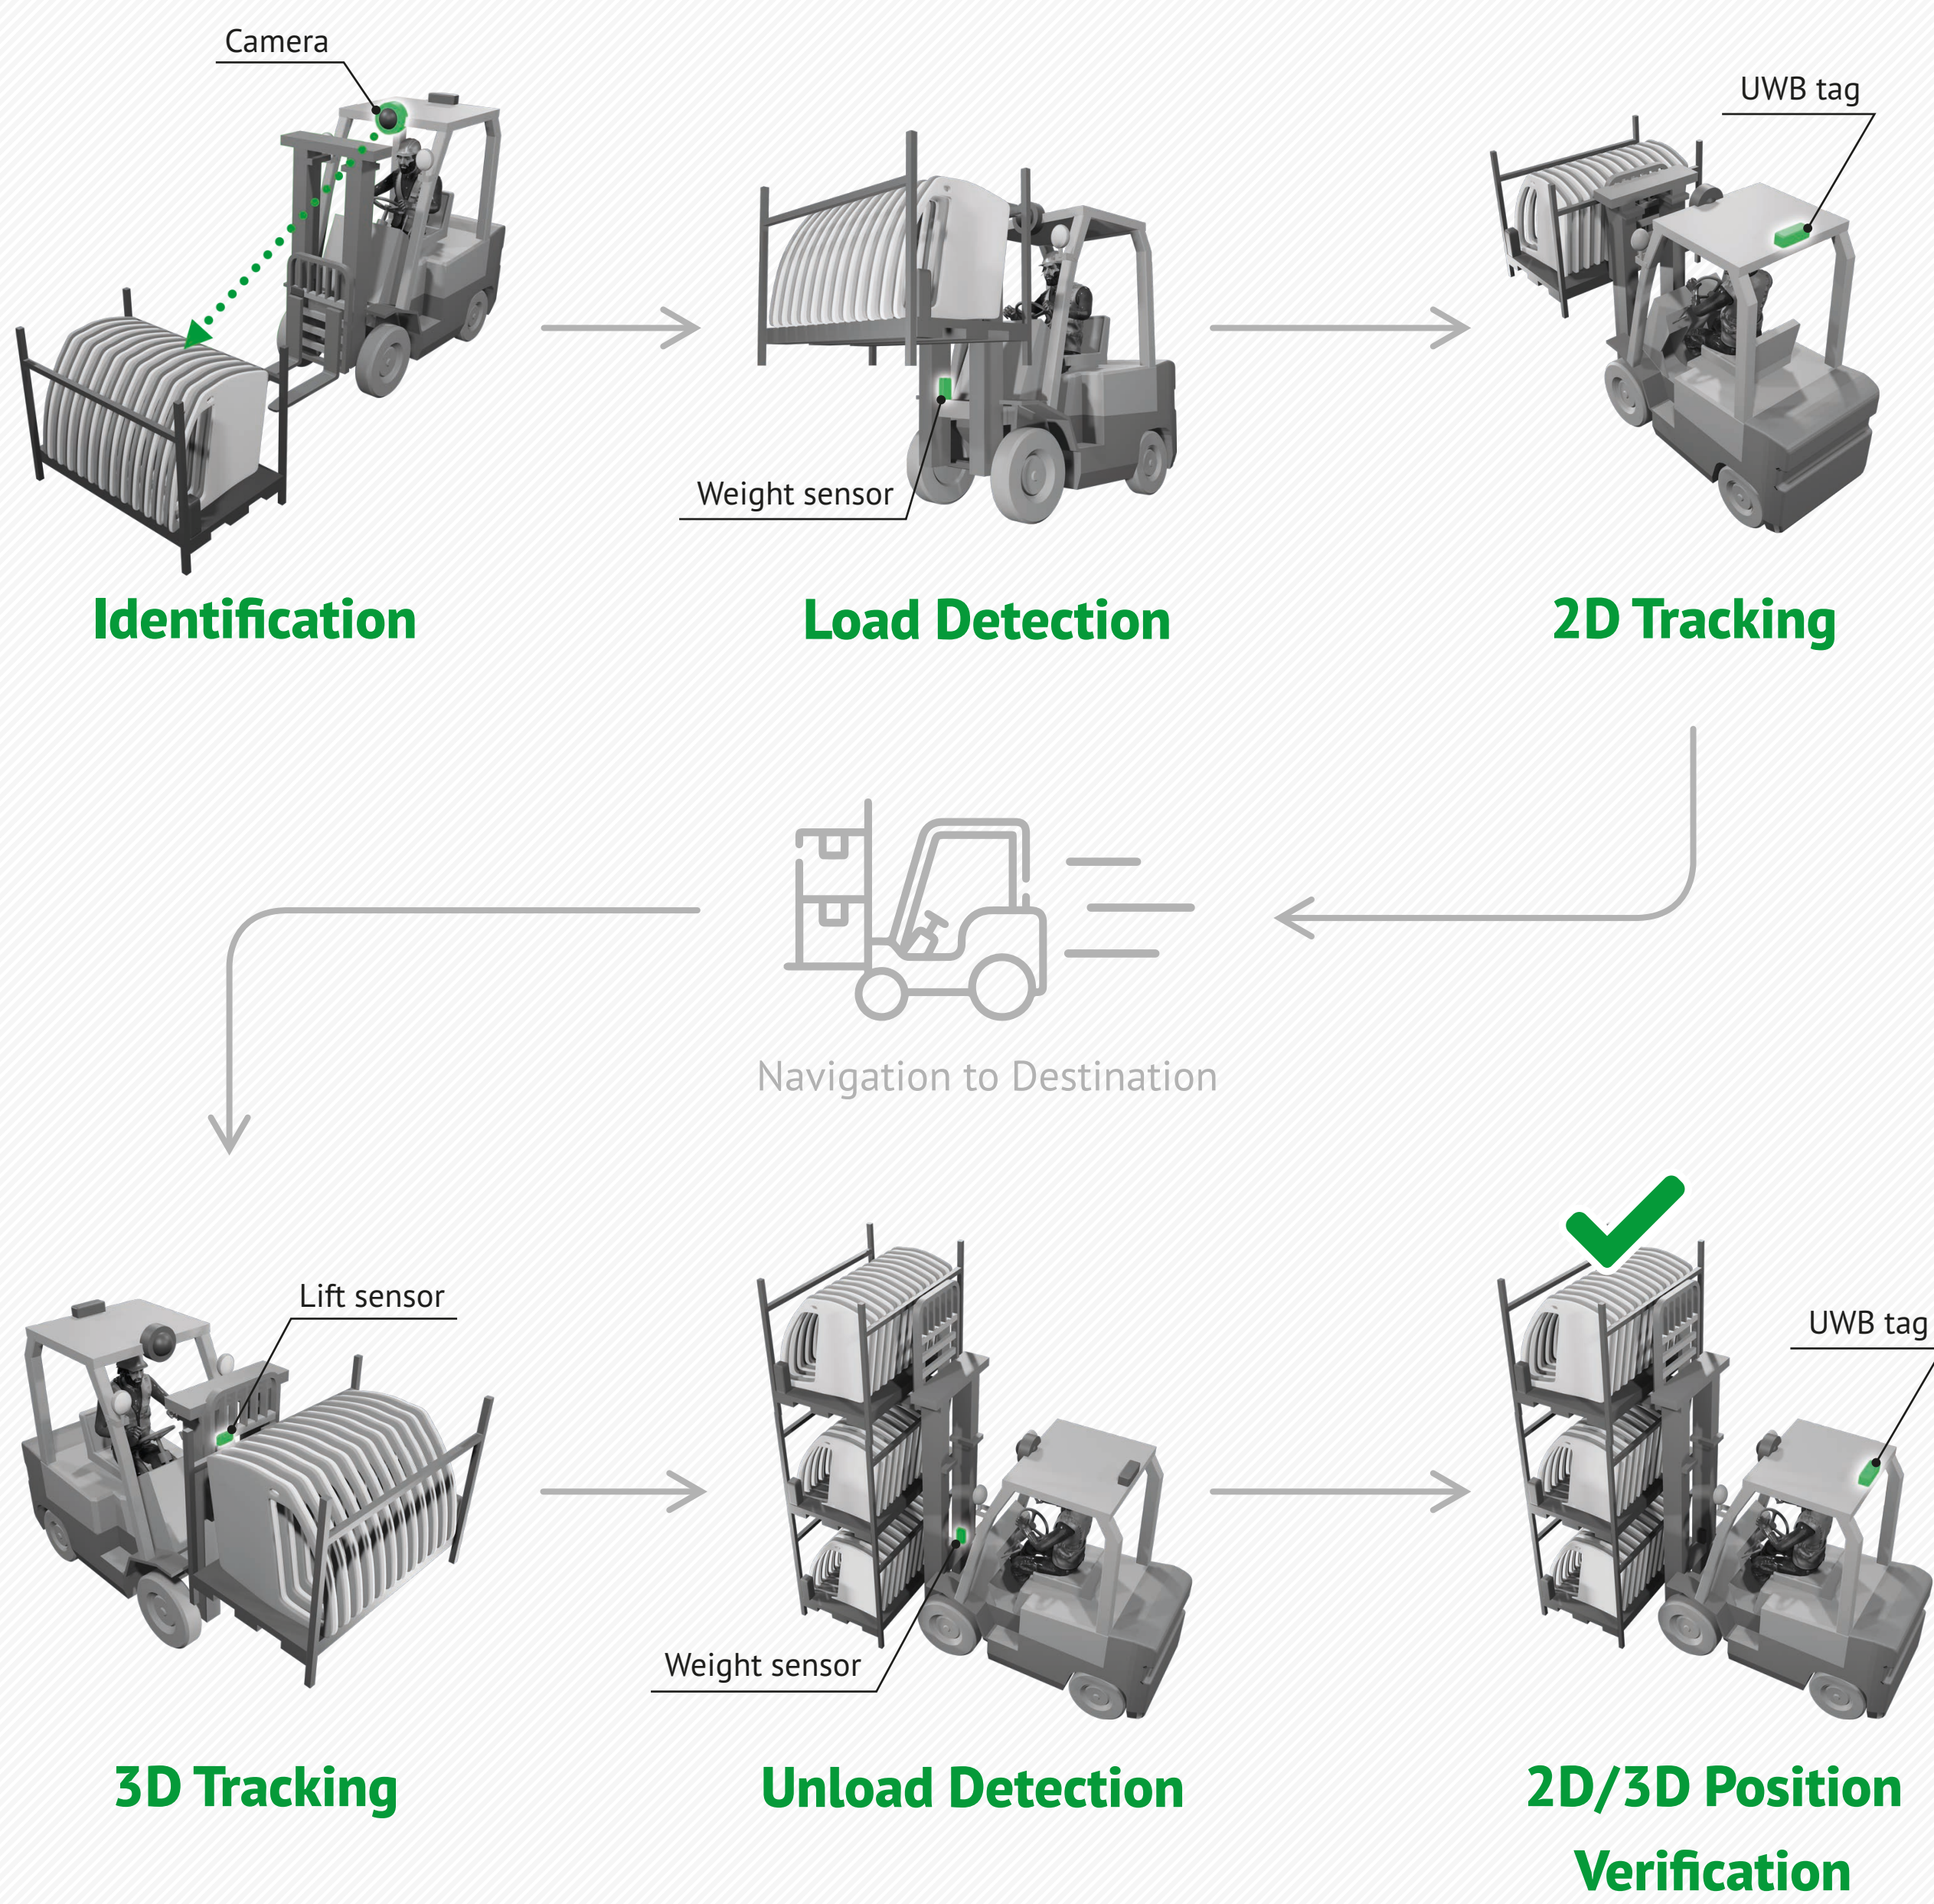 Camera
UWB tag
Weight sensor
Identification
Load Detection
2D Tracking
Navigation to Destination
Lift sensor
UWB tag
Weight sensor
3D Tracking
Unload Detection
2D/3D Position
Verification